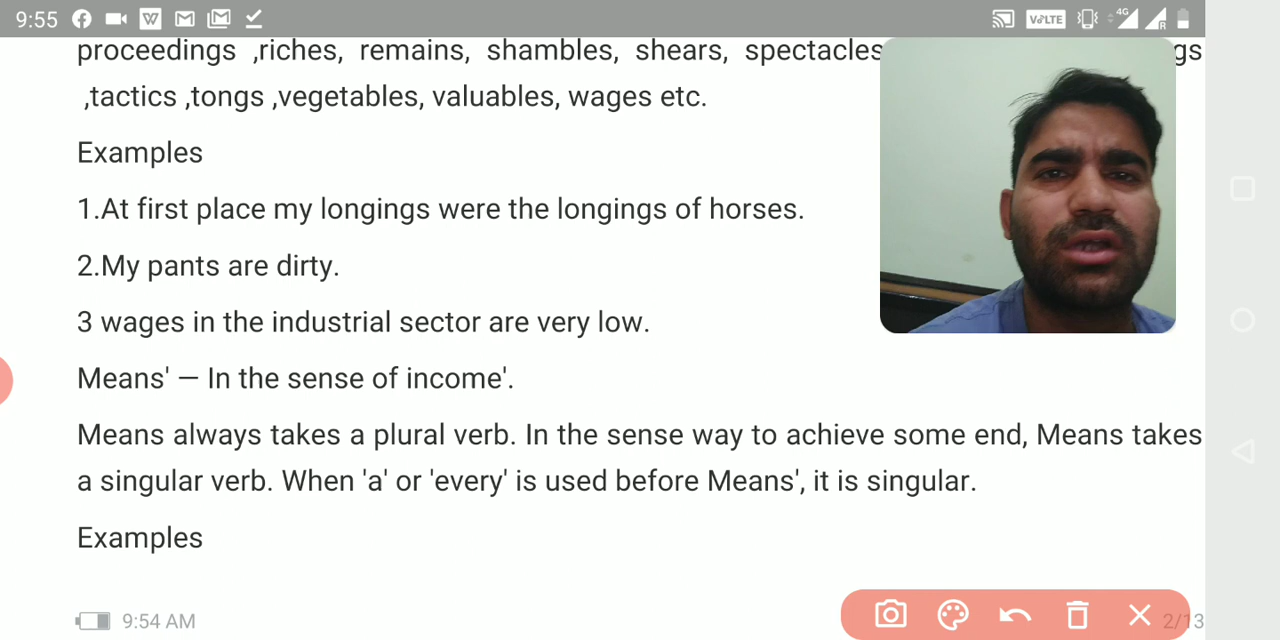 9:55 VoLTE 4G R
proceedings ,riches, remains, shambles, shears, spectacles gs
,tactics ,tongs ,vegetables, valuables, wages etc.
Examples
1.At first place my longings were the longings of horses.
2.My pants are dirty.
3 wages in the industrial sector are very low.
Means' — In the sense of income'.
Means always takes a plural verb. In the sense way to achieve some end, Means takes
a singular verb. When 'a' or 'every' is used before Means', it is singular.
Examples
9:54 AM 2/13